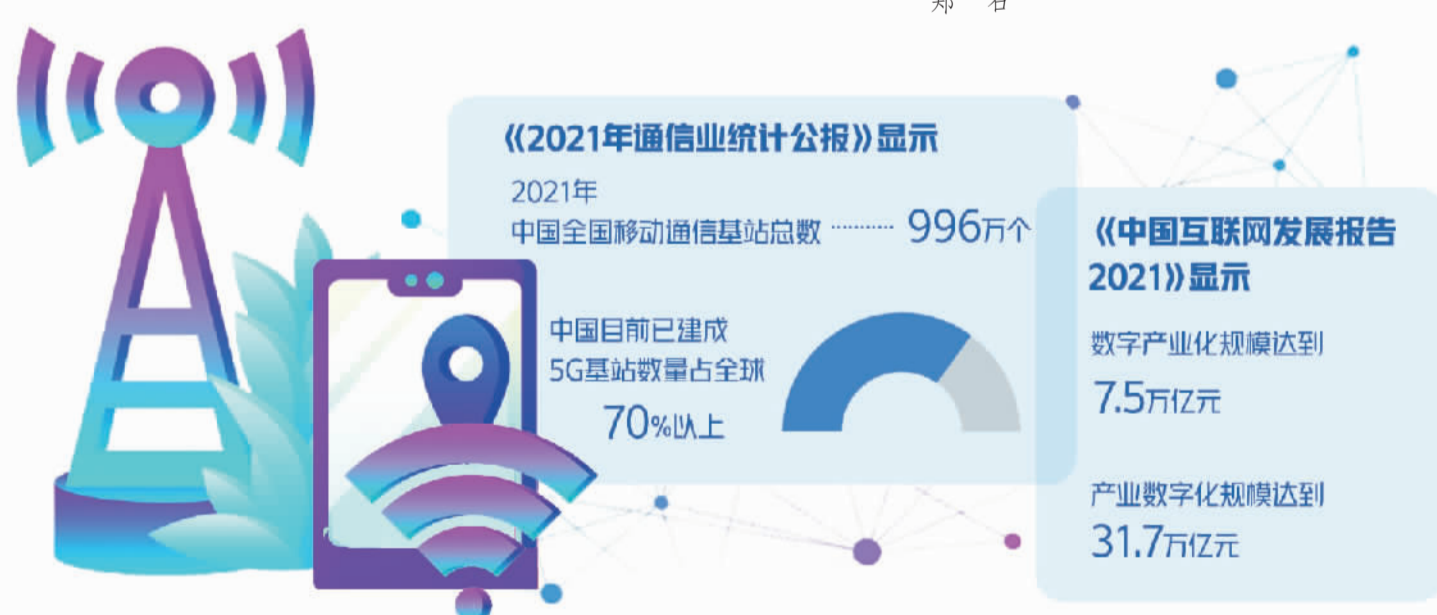 《2021年通信业统计公报》显示
2021年
中国全国移动通信基站总数 ·········· 996万个
中国目前已建成
5G基站数量占全球
70%以上
《中国互联网发展报告
2021》显示
数字产业化规模达到
7.5万亿元
产业数字化规模达到
31.7万亿元